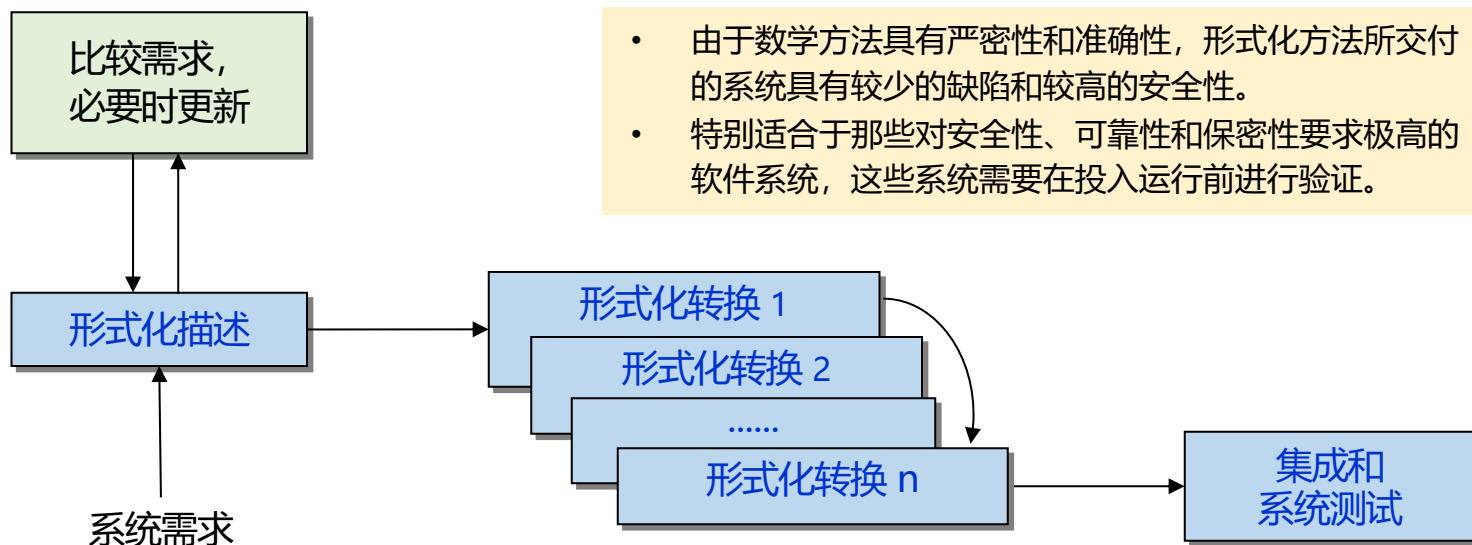 比较需求，
必要时更新
• 由于数学方法具有严密性和准确性，形式化方法所交付
的系统具有较少的缺陷和较高的安全性。
• 特别适合于那些对安全性、可靠性和保密性要求极高的
软件系统，这些系统需要在投入运行前进行验证。
形式化描述
形式化转换 1
形式化转换 2
......
形式化转换 n
集成和
系统测试
系统需求